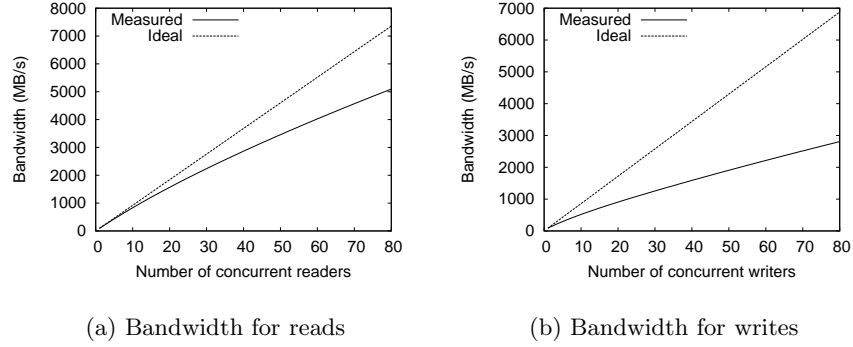 Measured
Ideal
8000
7000
6000
5000
4000
3000
2000
1000
0
Bandwidth (MB/s)
0 10 20 30 40 50 60 70 80
Number of concurrent readers
(a) Bandwidth for reads
Measured
Ideal
7000
6000
5000
4000
3000
2000
1000
0
Bandwidth (MB/s)
0 10 20 30 40 50 60 70 80
Number of concurrent writers
(b) Bandwidth for writes